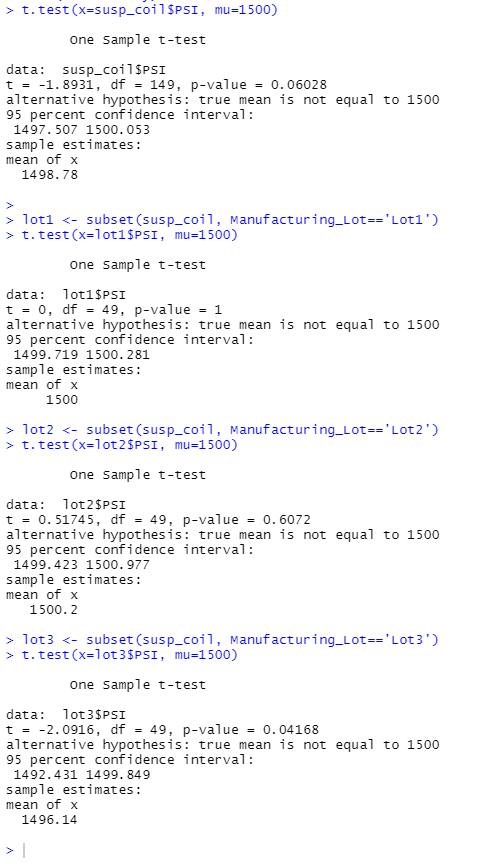 > t.test(x=susp_coil$PSI, mu=1500)
One Sample t-test
data:  susp_coil$PSI
t = -1.8931, df = 149, p-value = 0.06028
alternative hypothesis: true mean is not equal to 1500
95 percent confidence interval:
1497.507 1500.053
sample estimates:
mean of x
1498.78
>
> lot1 <- subset(susp_coil, Manufacturing_Lot=='Lot1')
> t.test(x=lot1$PSI, mu=1500)
One Sample t-test
data:  lot1$PSI
t = 0, df = 49, p-value = 1
alternative hypothesis: true mean is not equal to 1500
95 percent confidence interval:
1499.719 1500.281
sample estimates:
mean of x
1500
> lot2 <- subset(susp_coil, Manufacturing_Lot=='Lot2')
> t.test(x=lot2$PSI, mu=1500)
One Sample t-test
data:  lot2$PSI
t = 0.51745, df = 49, p-value = 0.6072
alternative hypothesis: true mean is not equal to 1500
95 percent confidence interval:
1499.423 1500.977
sample estimates:
mean of x
1500.2
> lot3 <- subset(susp_coil, Manufacturing_Lot=='Lot3')
> t.test(x=lot3$PSI, mu=1500)
One Sample t-test
data:  lot3$PSI
t = -2.0916, df = 49, p-value = 0.04168
alternative hypothesis: true mean is not equal to 1500
95 percent confidence interval:
1492.431 1499.849
sample estimates:
mean of x
1496.14
>